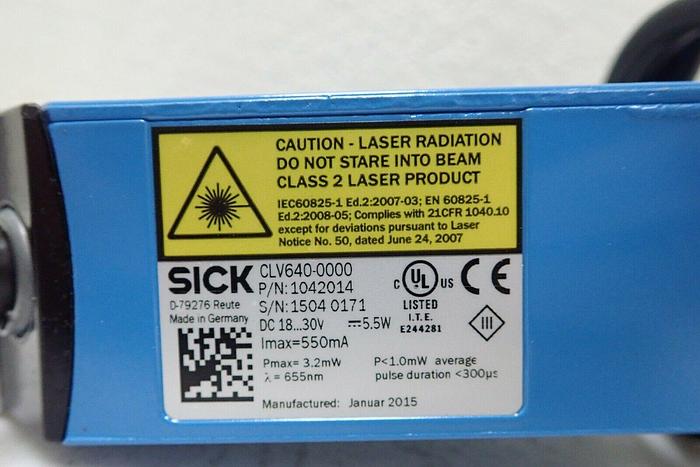 CAUTION - LASER RADIATION
DO NOT STARE INTO BEAM
CLASS 2 LASER PRODUCT
IEC60825-1 Ed.2:2007-03; EN 60825-1
Ed.2:2008-05; Complies with 21CFR 1040.10
except for deviations pursuant to Laser
Notice No. 50, dated June 24, 2007
SICK
D-79276 Reute
Made in Germany
CLV640-0000
P/N:1042014
S/N:1504 0171
DC 18...30V 5.5W
Imax=550mA
c UL US
LISTED
I.T.E.
E244281
CE
III
Pmax= 3.2mW P<1.0mW average
λ = 655nm pulse duration <300µs
Manufactured: Januar 2015